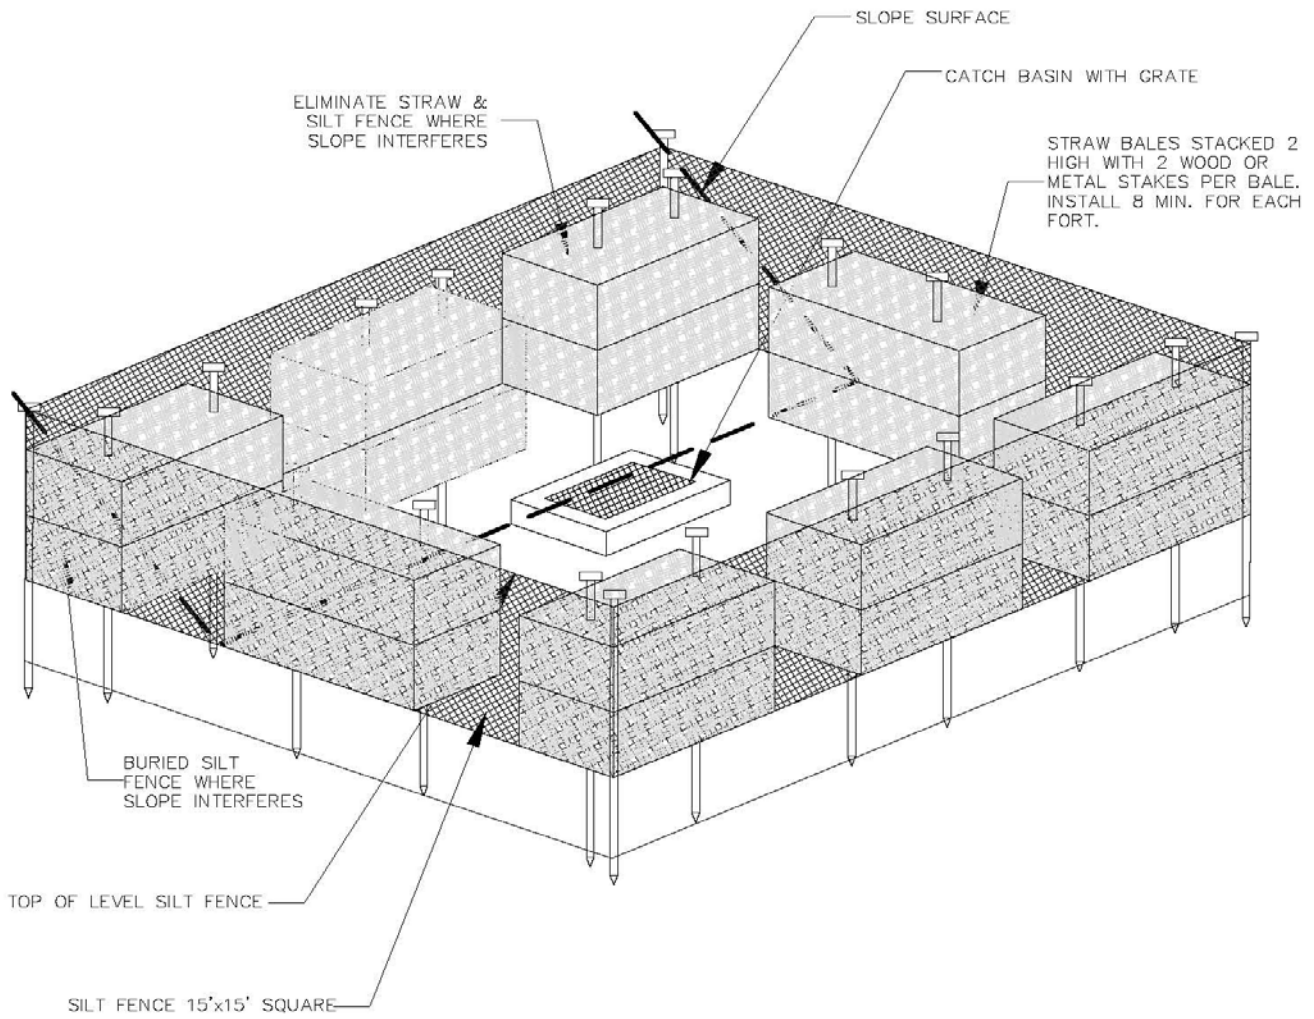 SLOPE SURFACE
CATCH BASIN WITH GRATE
ELIMINATE STRAW &
SILT FENCE WHERE
SLOPE INTERFERES
STRAW BALES STACKED 2
HIGH WITH 2 WOOD OR
METAL STAKES PER BALE.
INSTALL 8 MIN. FOR EACH
FORT.
BURIED SILT
FENCE WHERE
SLOPE INTERFERES
TOP OF LEVEL SILT FENCE
SILT FENCE 15'x15' SQUARE